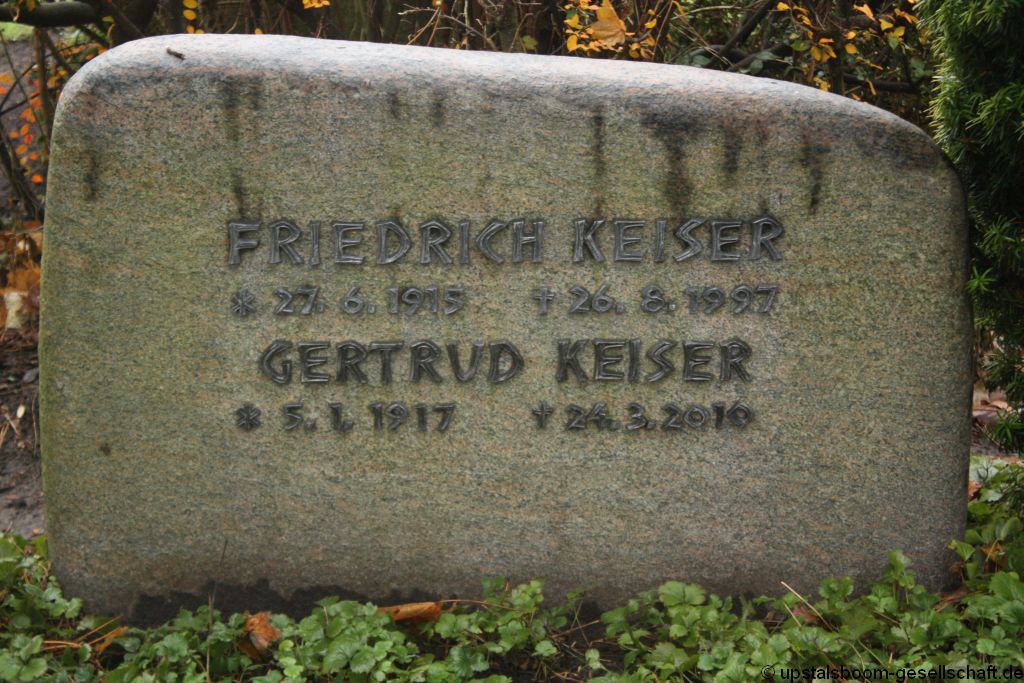 FRIEDRICH KEISER
* 27. 6. 1915 † 26. 8. 1997
GERTRUD KEISER
* 5. 1. 1917 † 24. 3. 2010
© upstalsboom-gesellschaft.de